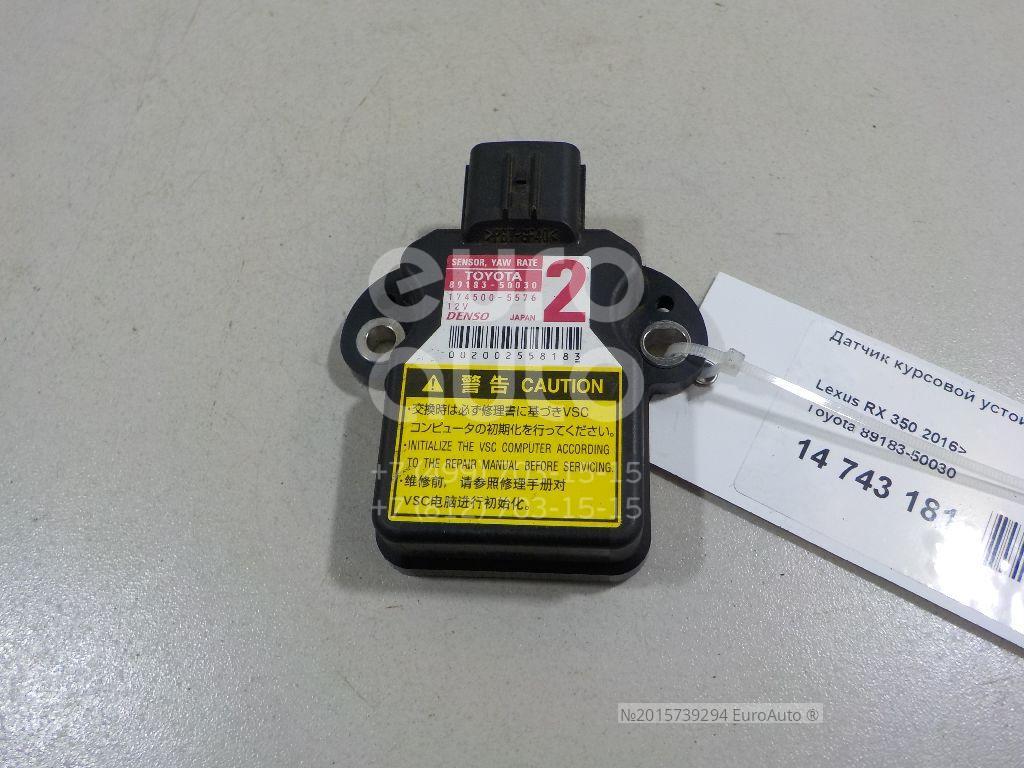 SENSOR, YAW RATE
TOYOTA
89183-50030
2
174500-5576
12V
DENSO JAPAN
002002558183
警告 CAUTION
・交換時は必ず修理書に基づきVSC
コンピュータの初期化を行ってください。
・INITIALIZE THE VSC COMPUTER ACCORDING
TO THE REPAIR MANUAL BEFORE SERVICING.
・维修前，请参照修理手册对
VSC电脑进行初始化。
Датчик курсовой устой
Lexus RX 350 2016>
Toyota 89183-50030
14 743 181
euro
auto
№2015739294 EuroAuto ®